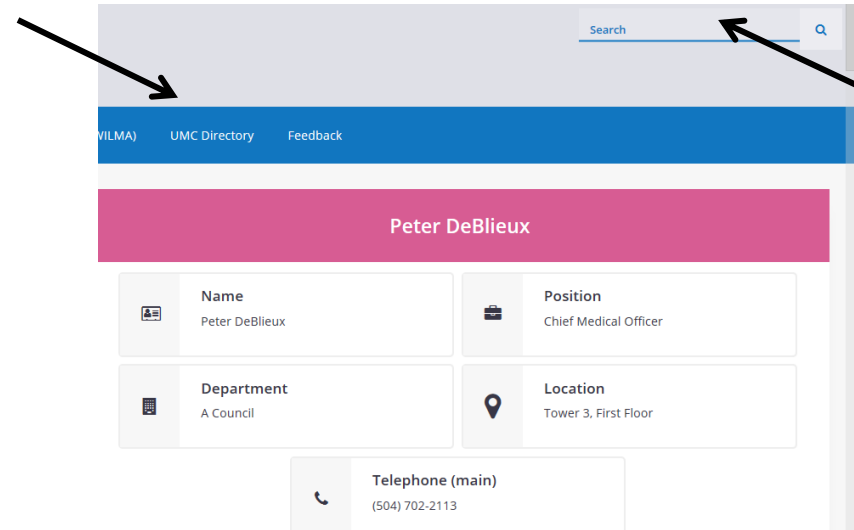 Search
UMC Directory Feedback
Peter DeBlieux
Name
Peter DeBlieux
Position
Chief Medical Officer
Department
A Council
Location
Tower 3, First Floor
Telephone (main)
(504) 702-2113